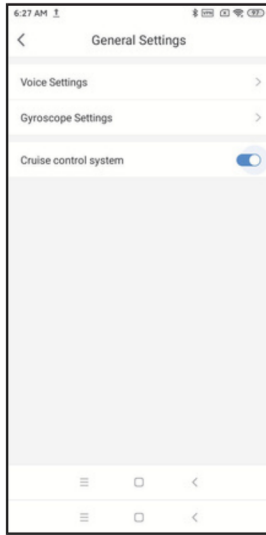 6:27 AM
General Settings
Voice Settings
Gyroscope Settings
Cruise control system